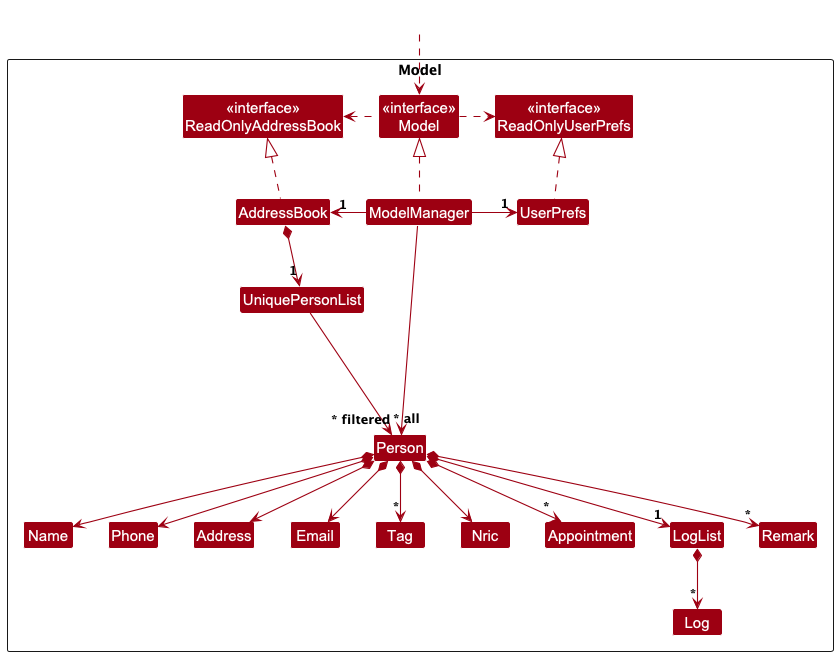 Model
«interface»
ReadOnlyAddressBook
«interface»
Model
«interface»
ReadOnlyUserPrefs
AddressBook
1
ModelManager
1
UserPrefs
1
UniquePersonList
* filtered
* all
Person
Name
Phone
Address
Email
*
Tag
Nric
*
Appointment
1
LogList
*
Remark
*
Log